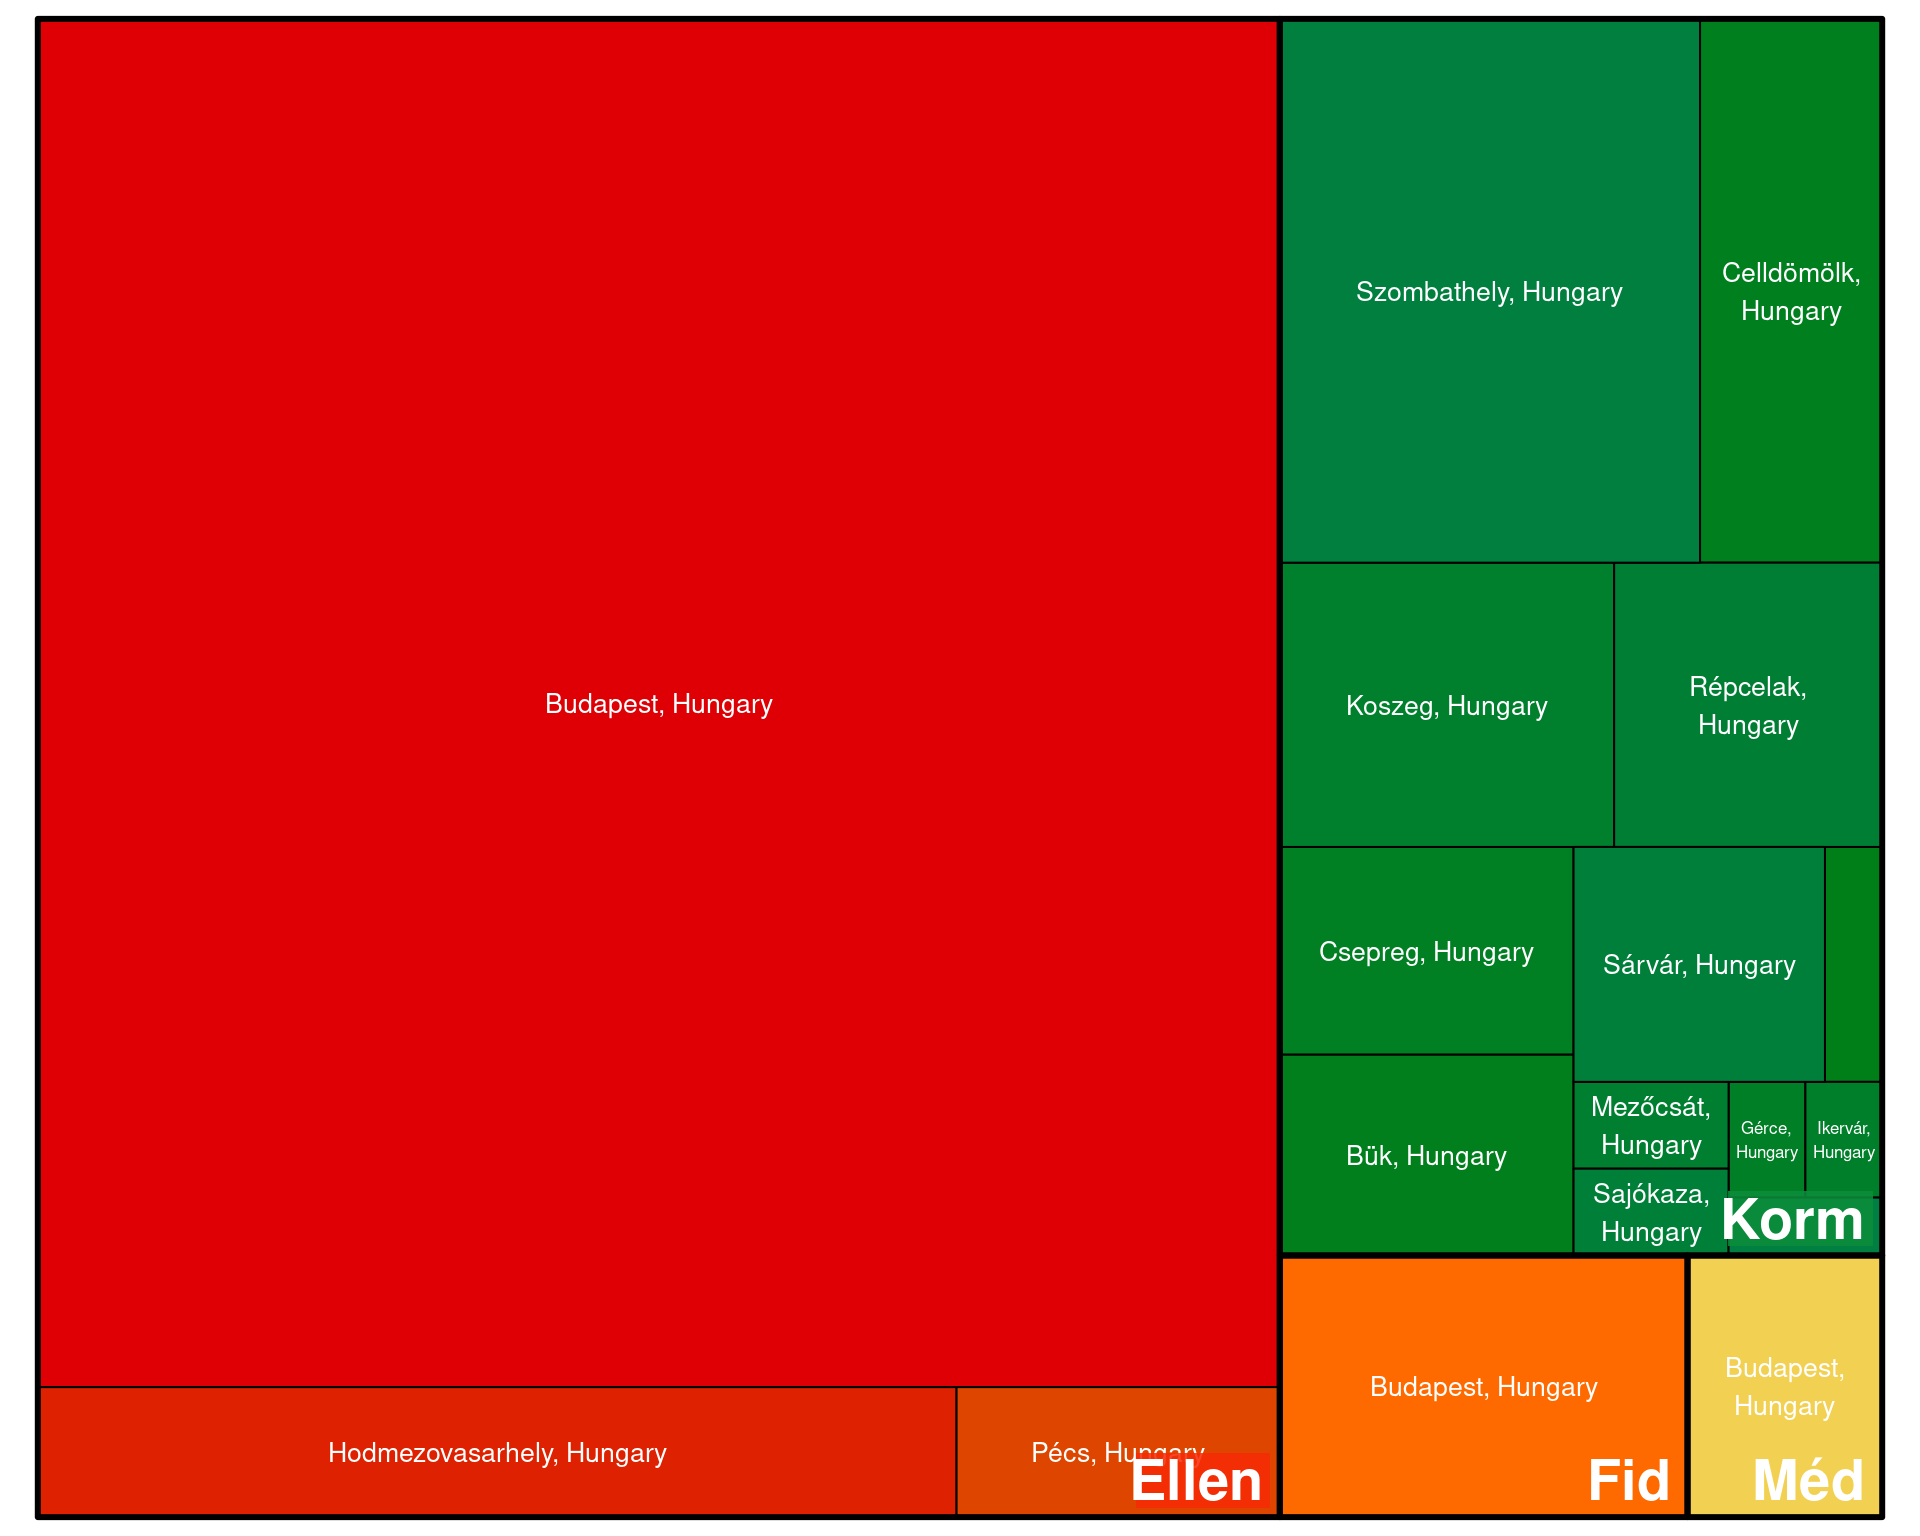 Budapest, Hungary
Hodmezovasarhely, Hungary
Pécs, Hungary
Ellen
Szombathely, Hungary
Celldömölk,
Hungary
Koszeg, Hungary
Répcelak,
Hungary
Csepreg, Hungary
Sárvár, Hungary
Bük, Hungary
Mezőcsát,
Hungary
Gérce,
Hungary
Ikervár,
Hungary
Sajókaza,
Hungary
Korm
Budapest, Hungary
Fid
Budapest,
Hungary
Méd